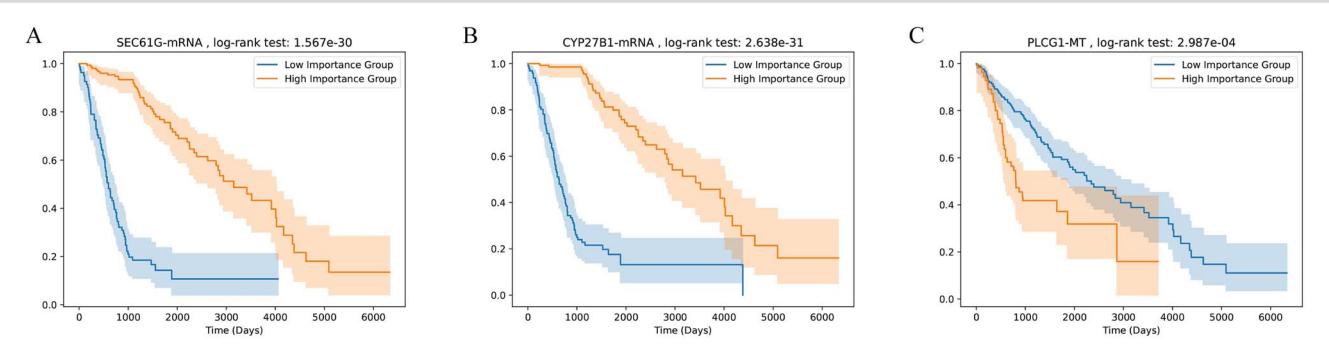 A
SEC61G-mRNA , log-rank test: 1.567e-30
Low Importance Group
High Importance Group
1.0
0.8
0.6
0.4
0.2
0.0
0 1000 2000 3000 4000 5000 6000
Time (Days)
B
CYP27B1-mRNA , log-rank test: 2.638e-31
Low Importance Group
High Importance Group
1.0
0.8
0.6
0.4
0.2
0.0
0 1000 2000 3000 4000 5000 6000
Time (Days)
C
PLCG1-MT , log-rank test: 2.987e-04
Low Importance Group
High Importance Group
1.0
0.8
0.6
0.4
0.2
0.0
0 1000 2000 3000 4000 5000 6000
Time (Days)